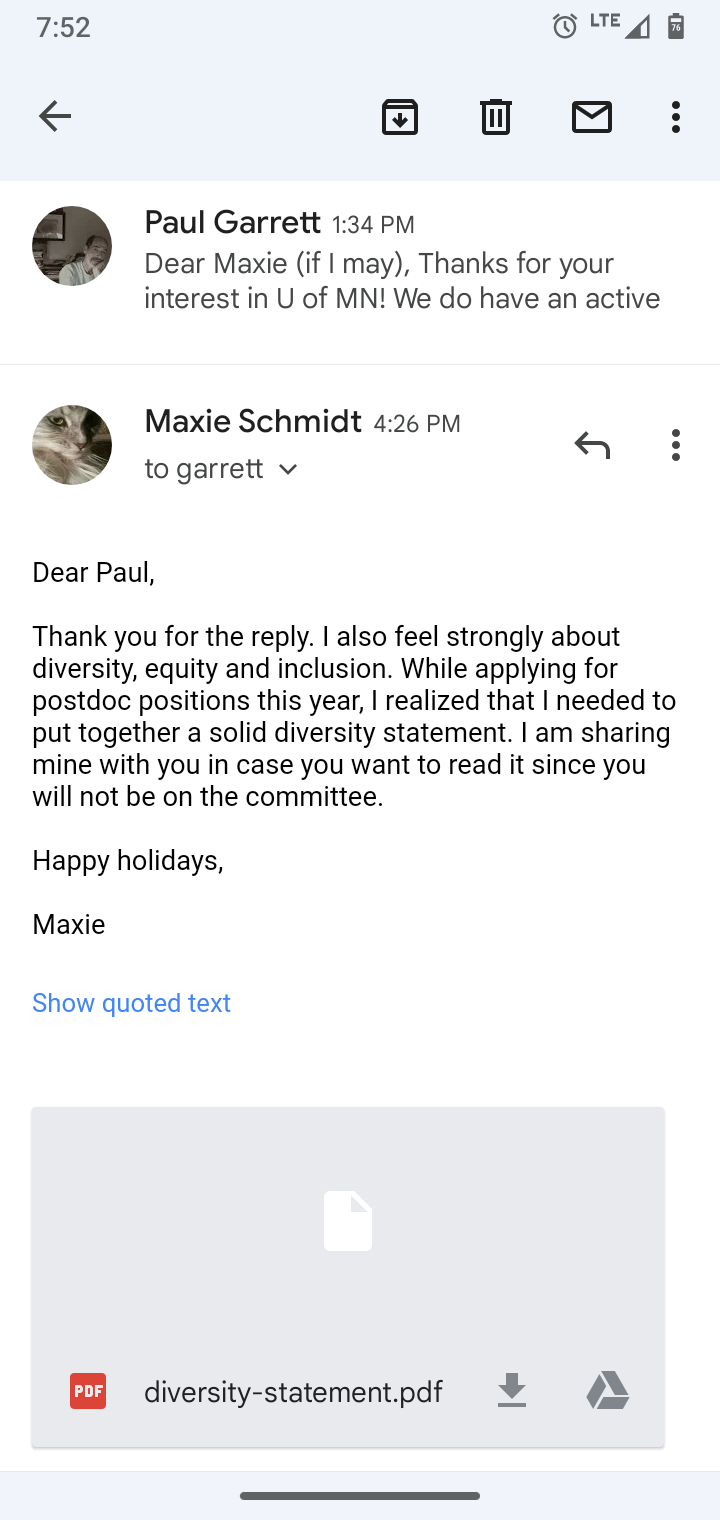 7:52
LTE
76
Paul Garrett 1:34 PM
Dear Maxie (if I may), Thanks for your
interest in U of MN! We do have an active
Maxie Schmidt 4:26 PM
to garrett
Dear Paul,
Thank you for the reply. I also feel strongly about
diversity, equity and inclusion. While applying for
postdoc positions this year, I realized that I needed to
put together a solid diversity statement. I am sharing
mine with you in case you want to read it since you
will not be on the committee.
Happy holidays,
Maxie
Show quoted text
PDF diversity-statement.pdf